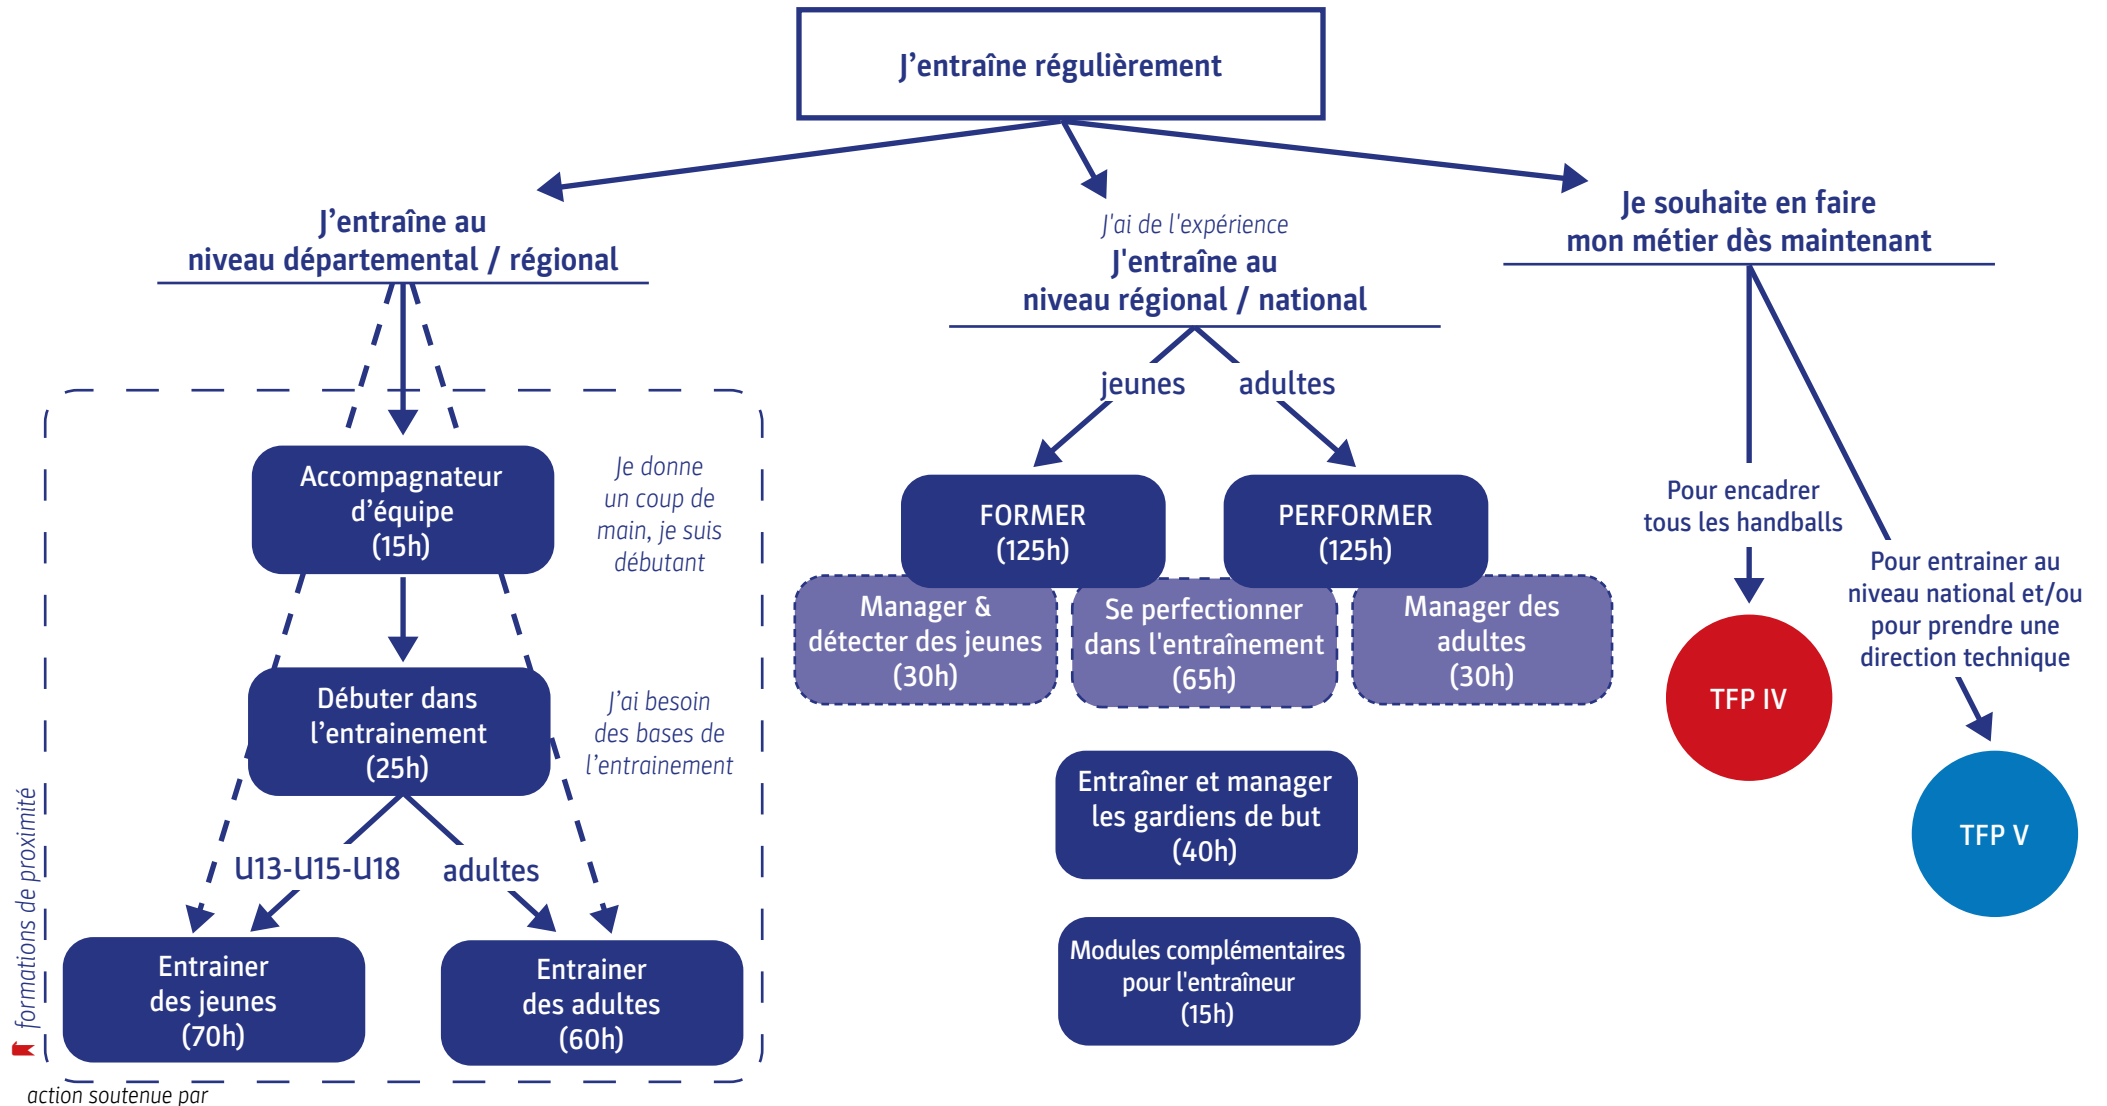 J’entraîne régulièrement
J’entraîne au
niveau départemental / régional
J'ai de l'expérience
J'entraîne au
niveau régional / national
Je souhaite en faire
mon métier dès maintenant
Accompagnateur
d’équipe
(15h)
Je donne
un coup de
main, je suis
débutant
Débuter dans
l’entrainement
(25h)
J’ai besoin
des bases de
l’entrainement
U13-U15-U18
adultes
Entrainer
des jeunes
(70h)
Entrainer
des adultes
(60h)
formations de proximité
action soutenue par
jeunes
adultes
FORMER
(125h)
PERFORMER
(125h)
Manager &
détecter des jeunes
(30h)
Se perfectionner
dans l'entraînement
(65h)
Manager des
adultes
(30h)
Entraîner et manager
les gardiens de but
(40h)
Modules complémentaires
pour l'entraîneur
(15h)
Pour encadrer
tous les handballs
TFP IV
Pour entrainer au
niveau national et/ou
pour prendre une
direction technique
TFP V